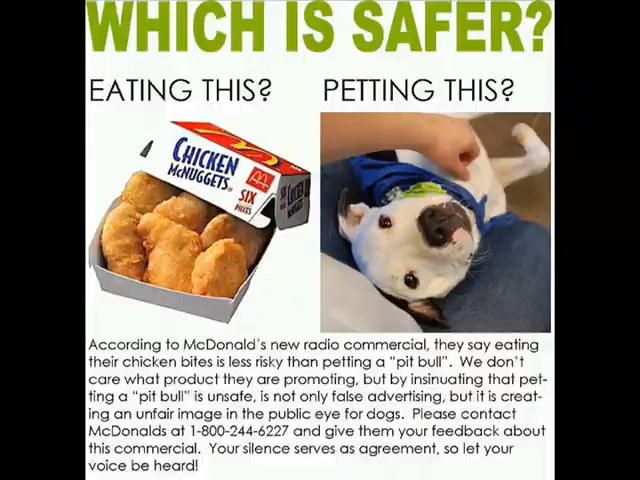 WHICH IS SAFER?
EATING THIS? PETTING THIS?
CHICKEN
McNUGGETS
SIX
PIECES
According to McDonald's new radio commercial, they say eating
their chicken bites is less risky than petting a "pit bull". We don't
care what product they are promoting, but by insinuating that pet-
ting a "pit bull" is unsafe, is not only false advertising, but it is creat-
ing an unfair image in the public eye for dogs. Please contact
McDonalds at 1-800-244-6227 and give them your feedback about
this commercial. Your silence serves as agreement, so let your
voice be heard!